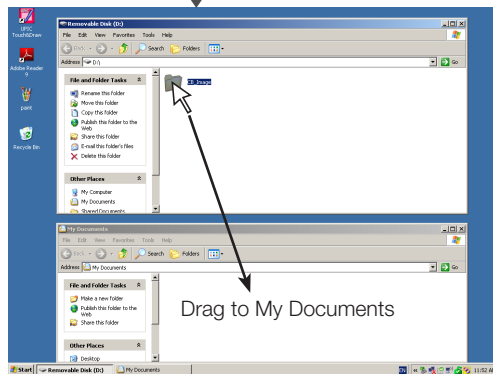 UPIC
Touch&Draw
Adobe Reader
9
paint
Recycle Bin
Removable Disk (D:)
File Edit View Favorites Tools Help
Back Search Folders
Address D:\ Go
File and Folder Tasks
Rename this folder
Move this folder
Copy this folder
Publish this folder to the
Web
Share this folder
E-mail this folder's files
Delete this folder
Other Places
My Computer
My Documents
Shared Documents
CB_Image
My Documents
File Edit View Favorites Tools Help
Back Search Folders
Address My Documents Go
File and Folder Tasks
Make a new folder
Publish this folder to the
Web
Share this folder
Other Places
Desktop
Drag to My Documents
Start Removable Disk (D:) My Documents EN 11:52 AM